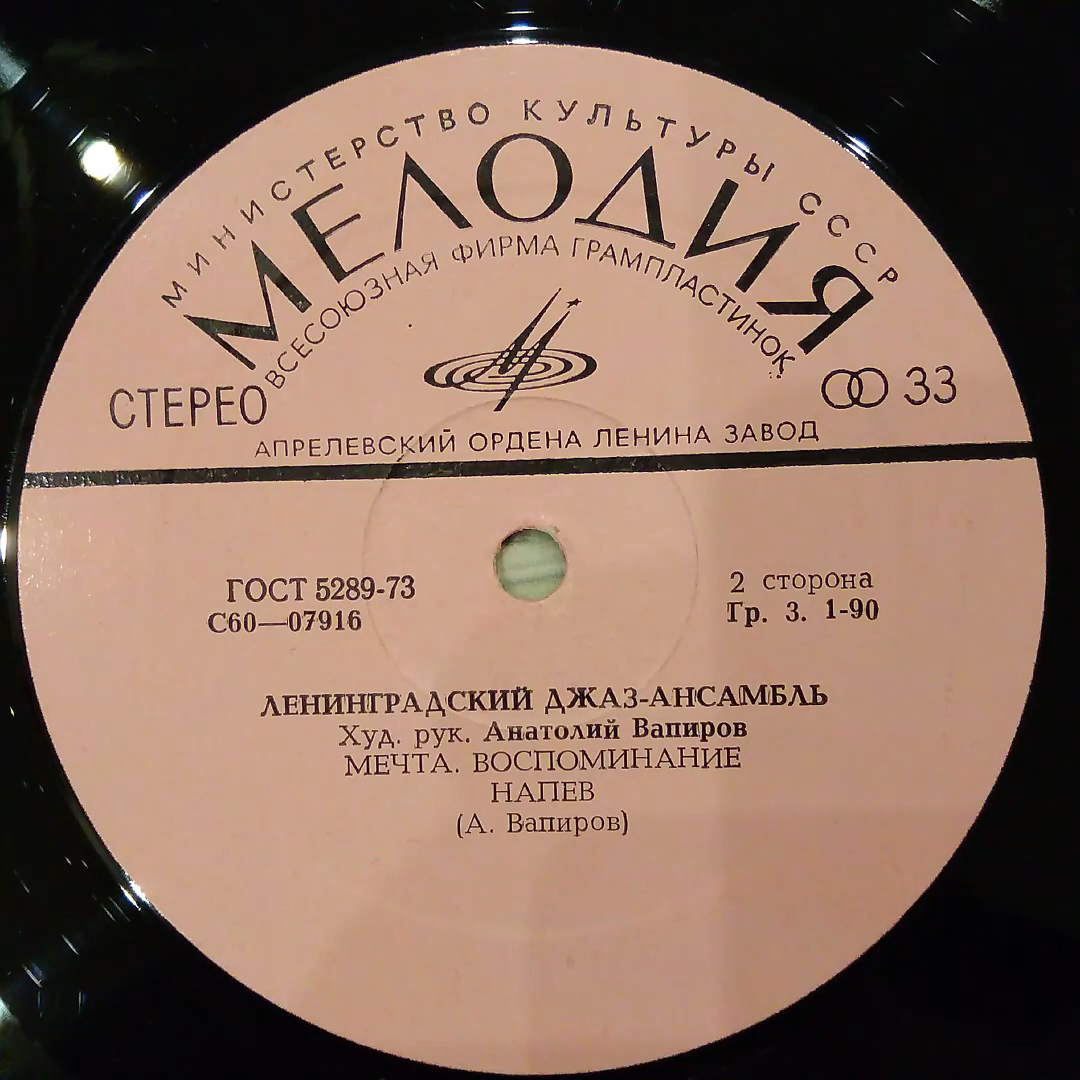 МИНИСТЕРСТВО КУЛЬТУРЫ СССР
МЕЛОДИЯ
ВСЕСОЮЗНАЯ ФИРМА ГРАМПЛАСТИНОК
СТЕРЕО
33
АПРЕЛЕВСКИЙ ОРДЕНА ЛЕНИНА ЗАВОД
ГОСТ 5289-73
С60—07916
2 сторона
Гр. 3. 1-90
ЛЕНИНГРАДСКИЙ ДЖАЗ-АНСАМБЛЬ
Худ. рук. Анатолий Вапиров
МЕЧТА. ВОСПОМИНАНИЕ
НАПЕВ
(А. Вапиров)